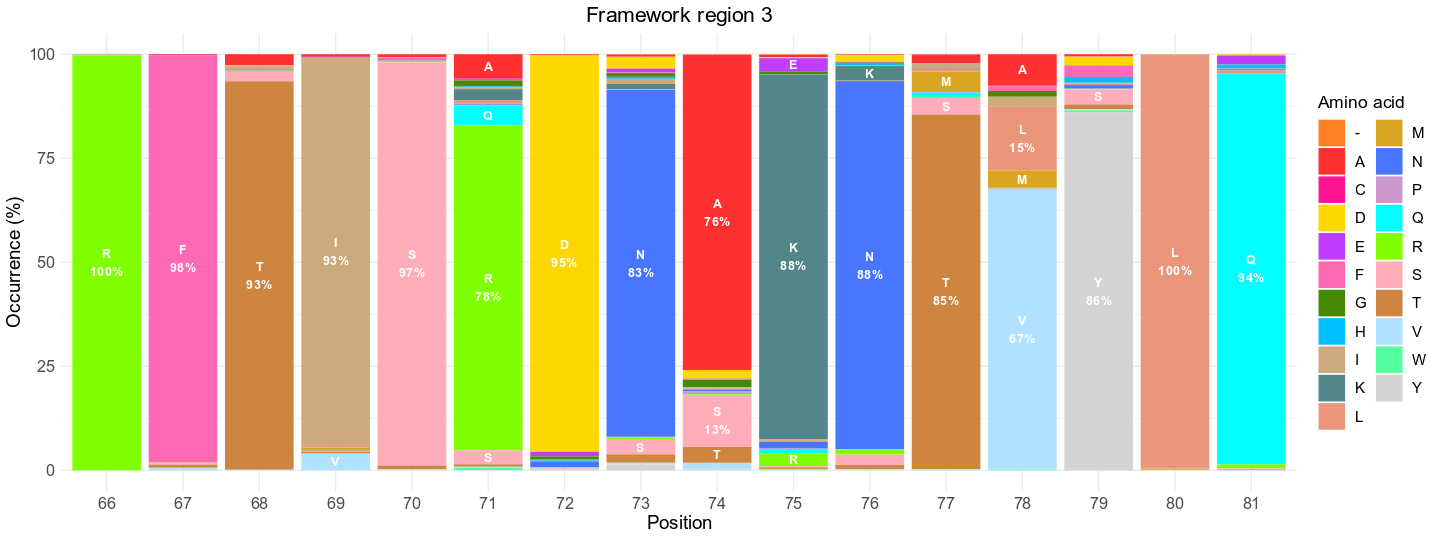 Framework region 3
Occurrence (%)
100
75
50
25
0
R
100%
F
98%
T
93%
I
93%
V
S
97%
A
Q
R
78%
S
D
95%
N
83%
S
A
76%
S
13%
T
E
K
88%
R
K
N
88%
M
S
T
85%
A
L
15%
M
V
67%
S
Y
86%
L
100%
Q
94%
66 67 68 69 70 71 72 73 74 75 76 77 78 79 80 81
Position
Amino acid
- M
A N
C P
D Q
E R
F S
G T
H V
I W
K Y
L